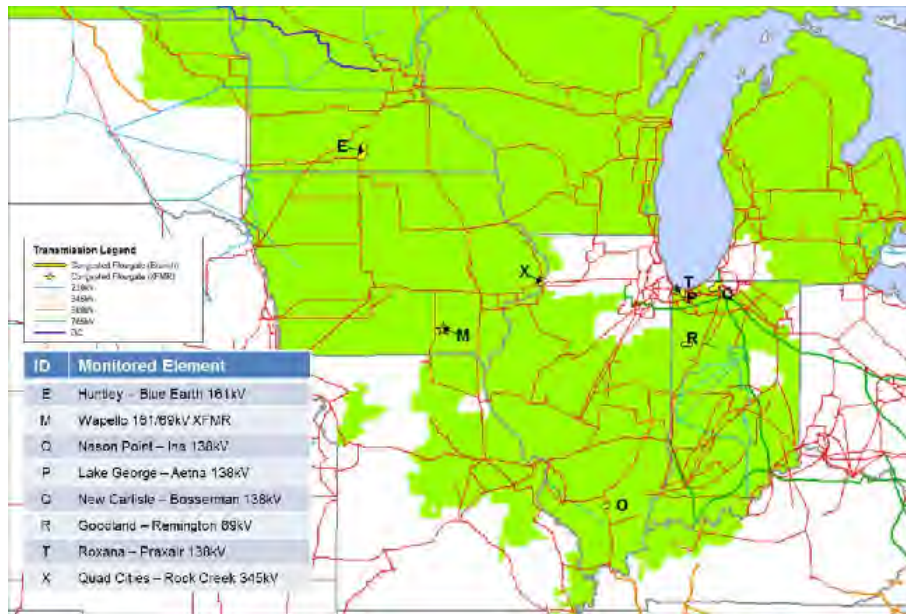 E
X
T
P
Q
M
R
O
Transmission Legend
Congested Flowgate (Branch)
Congested Flowgate (XFMR)
345kV
765kV
DC
ID Monitored Element
E Huntley – Blue Earth 161kV
M Wapello 161/69kV XFMR
O Nason Point – Ina 138kV
P Lake George – Aetna 138kV
Q New Carlisle – Bosserman 138kV
R Goodland – Remington 69kV
T Roxana – Praxair 138kV
X Quad Cities – Rock Creek 345kV